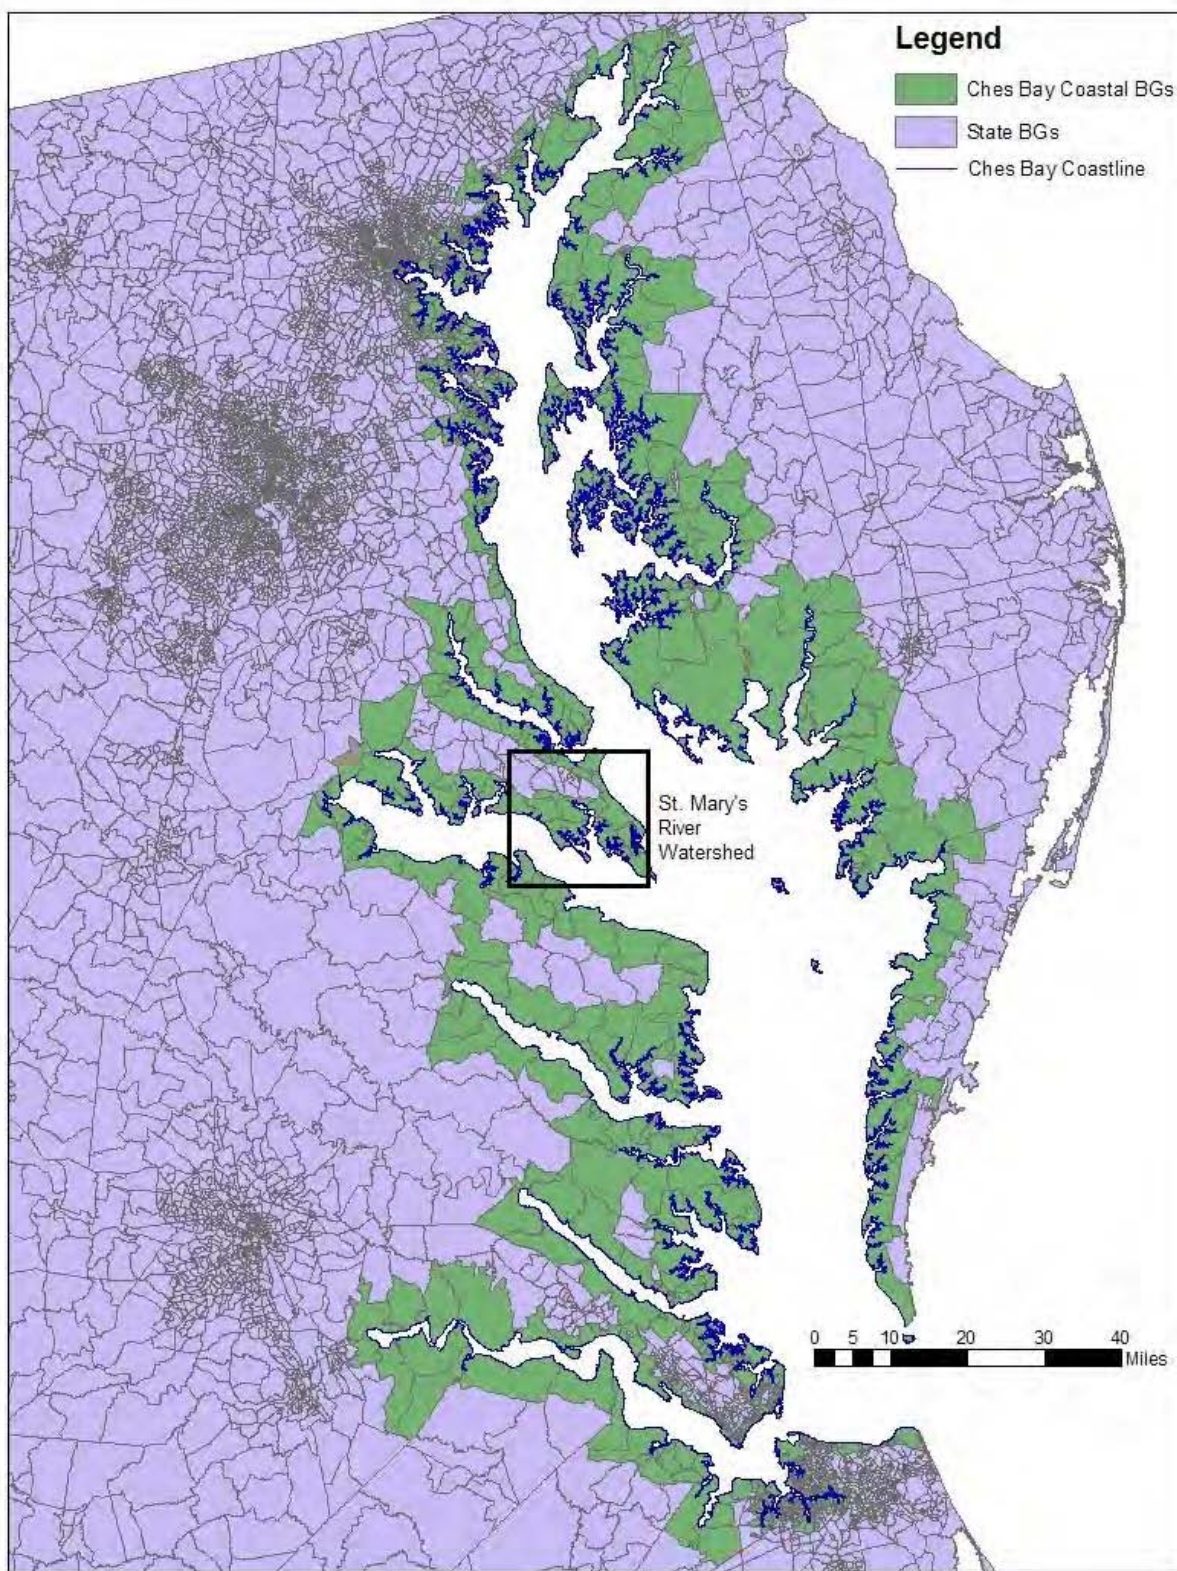 Legend
Ches Bay Coastal BGs
State BGs
Ches Bay Coastline
St. Mary's
River
Watershed
0 5 10 20 30 40
Miles